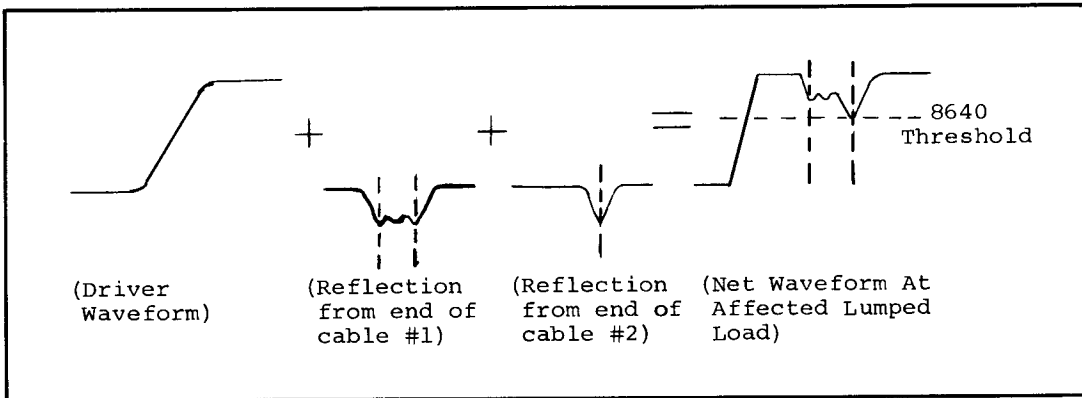 + + = 8640
Threshold
(Driver
Waveform)
(Reflection
from end of
cable #1)
(Reflection
from end of
cable #2)
(Net Waveform At
Affected Lumped
Load)